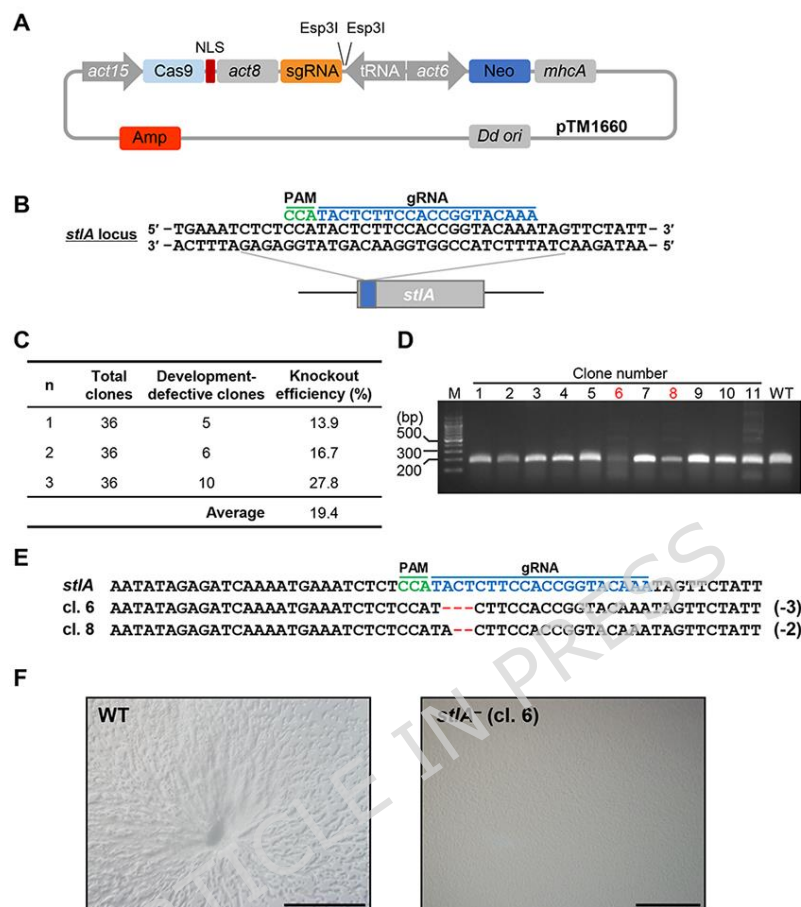 A
Esp3I Esp3I
NLS
act15 Cas9 act8 sgRNA tRNA act6 Neo mhcA
Amp Dd ori pTM1660
B
PAM gRNA
CCATACTCTTCCACCGGTACAAA
stlA locus
5′ –TGAAATCTCTCCATACTCTTCCACCGGTACAAATAGTTCTATT– 3′
3′ –ACTTTAGAGAGGTATGACAAGGTGGCCATCTTTATCAAGATAA– 5′
stlA
C
n Total clones Development-defective clones Knockout efficiency (%)
1 36 5 13.9
2 36 6 16.7
3 36 10 27.8
Average 19.4
D
Clone number
M 1 2 3 4 5 6 7 8 9 10 11 WT
(bp)
500
300
200
E
PAM gRNA
stlA AATATAGAGATCAAAATGAAATCTCTCCATACTCTTCCACCGGTACAAATAGTTCTATT
cl. 6 AATATAGAGATCAAAATGAAATCTCTCCAT---CTTCCACCGGTACAAATAGTTCTATT (-3)
cl. 8 AATATAGAGATCAAAATGAAATCTCTCCATA--CTTCCACCGGTACAAATAGTTCTATT (-2)
F
WT
stlA– (cl. 6)
TICLE IN PRESS